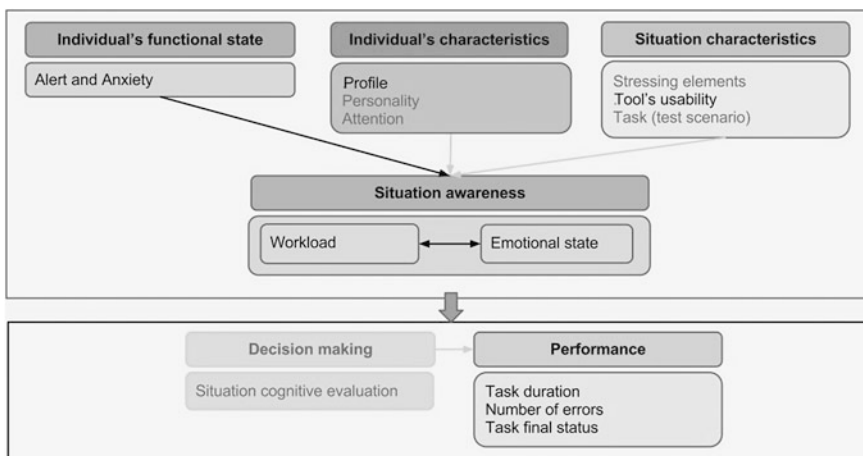 Individual's functional state
Alert and Anxiety
Individual's characteristics
Profile
Personality
Attention
Situation characteristics
Stressing elements
.Tool's usability
Task (test scenario)
Situation awareness
Workload
Emotional state
Decision making
Situation cognitive evaluation
Performance
Task duration
Number of errors
Task final status